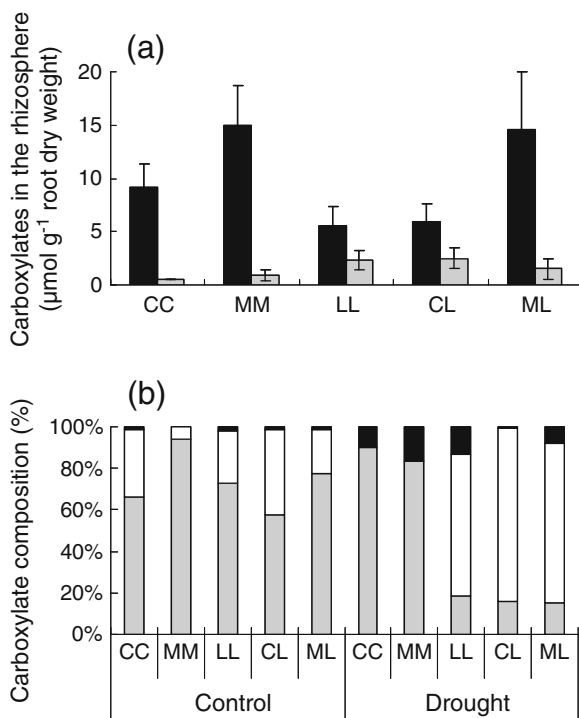 (a)
Carboxylates in the rhizosphere
(µmol g⁻¹ root dry weight)
20
15
10
5
0
CC MM LL CL ML
(b)
Carboxylate composition (%)
100%
80%
60%
40%
20%
0%
CC MM LL CL ML CC MM LL CL ML
Control Drought